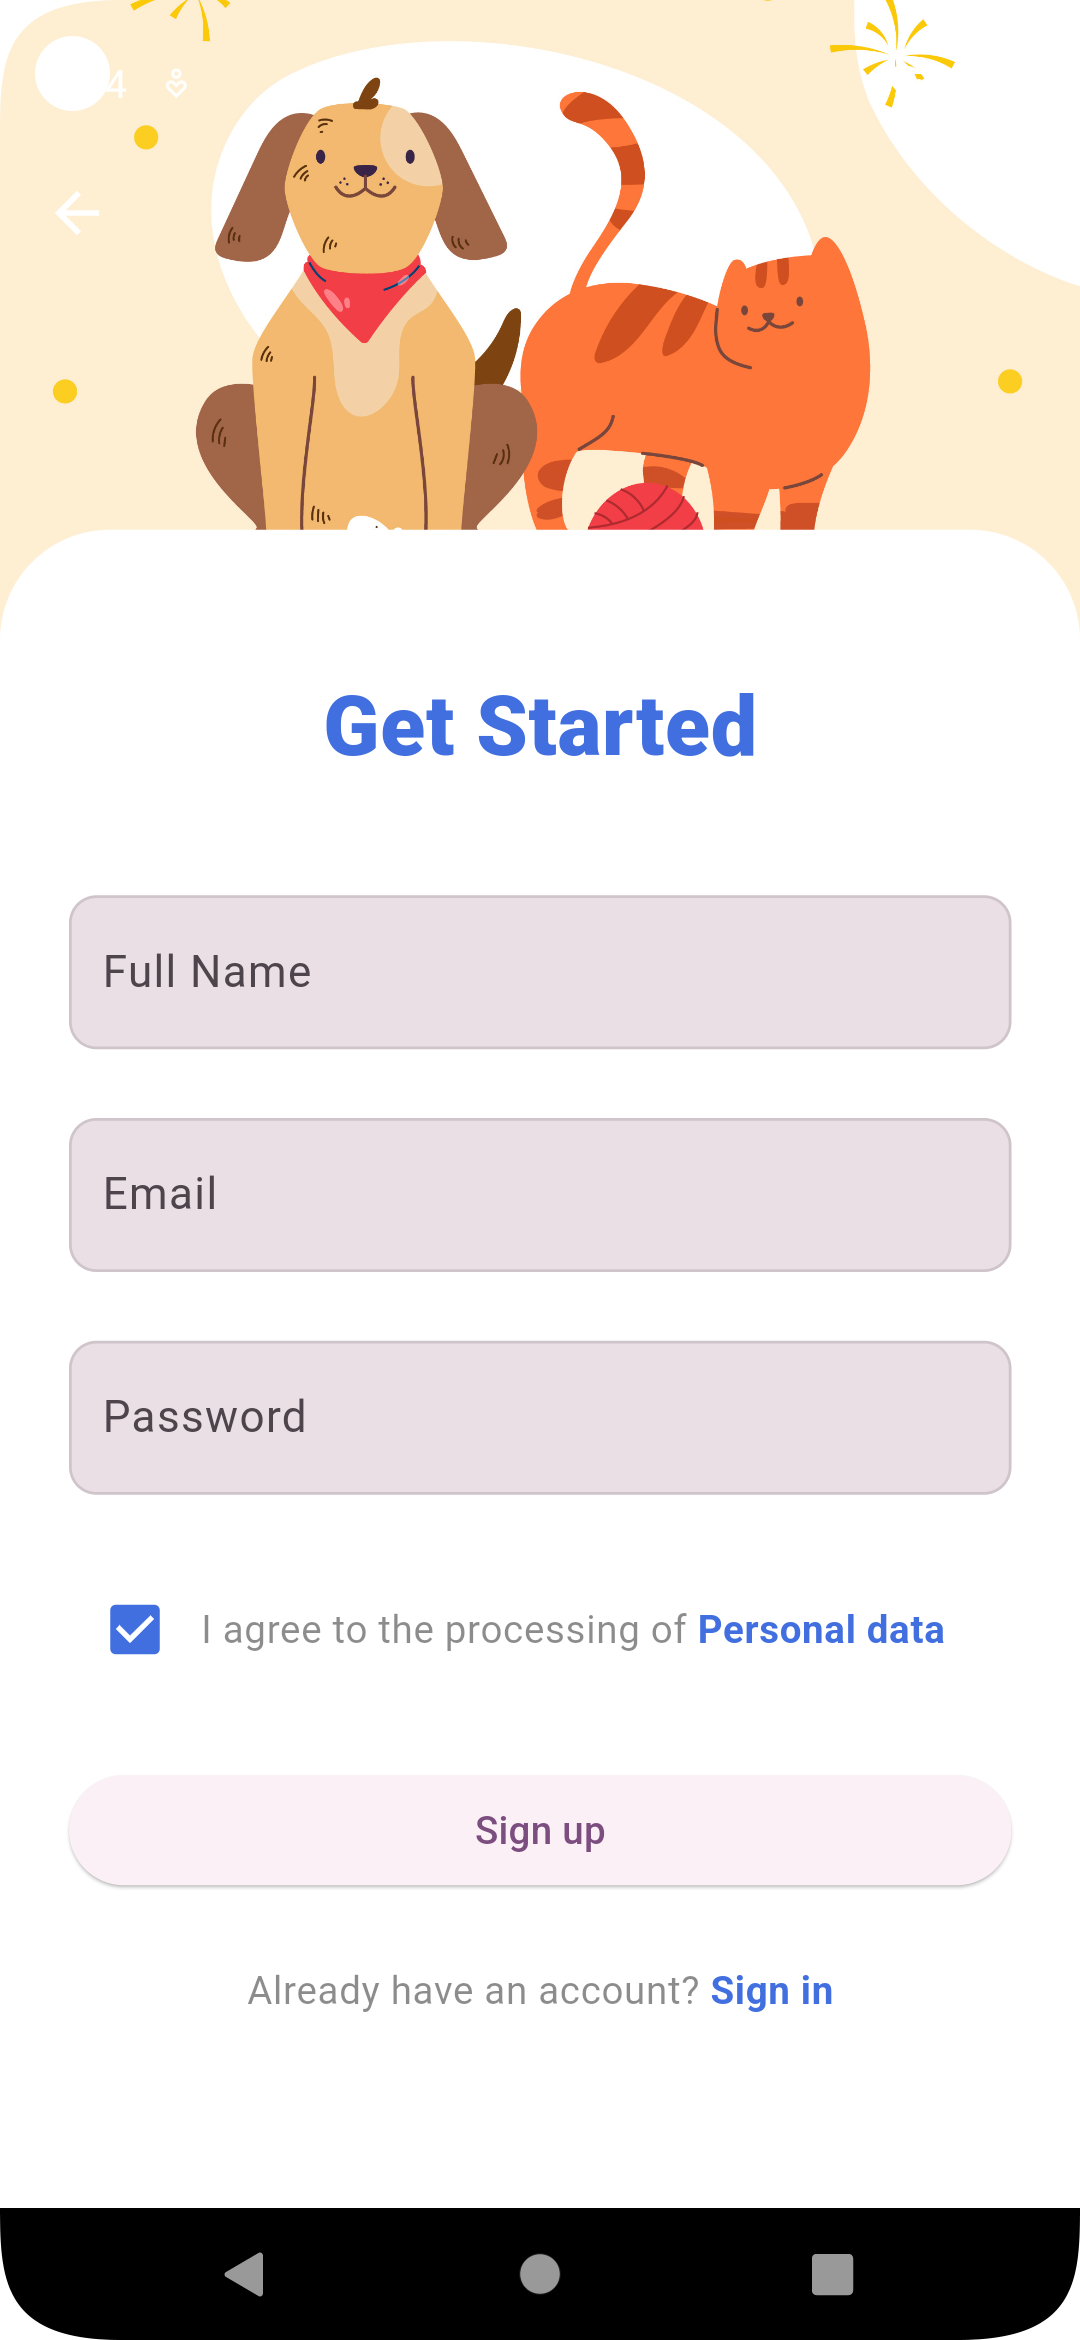 4
Get Started
Full Name
Email
Password
I agree to the processing of Personal data
Sign up
Already have an account? Sign in